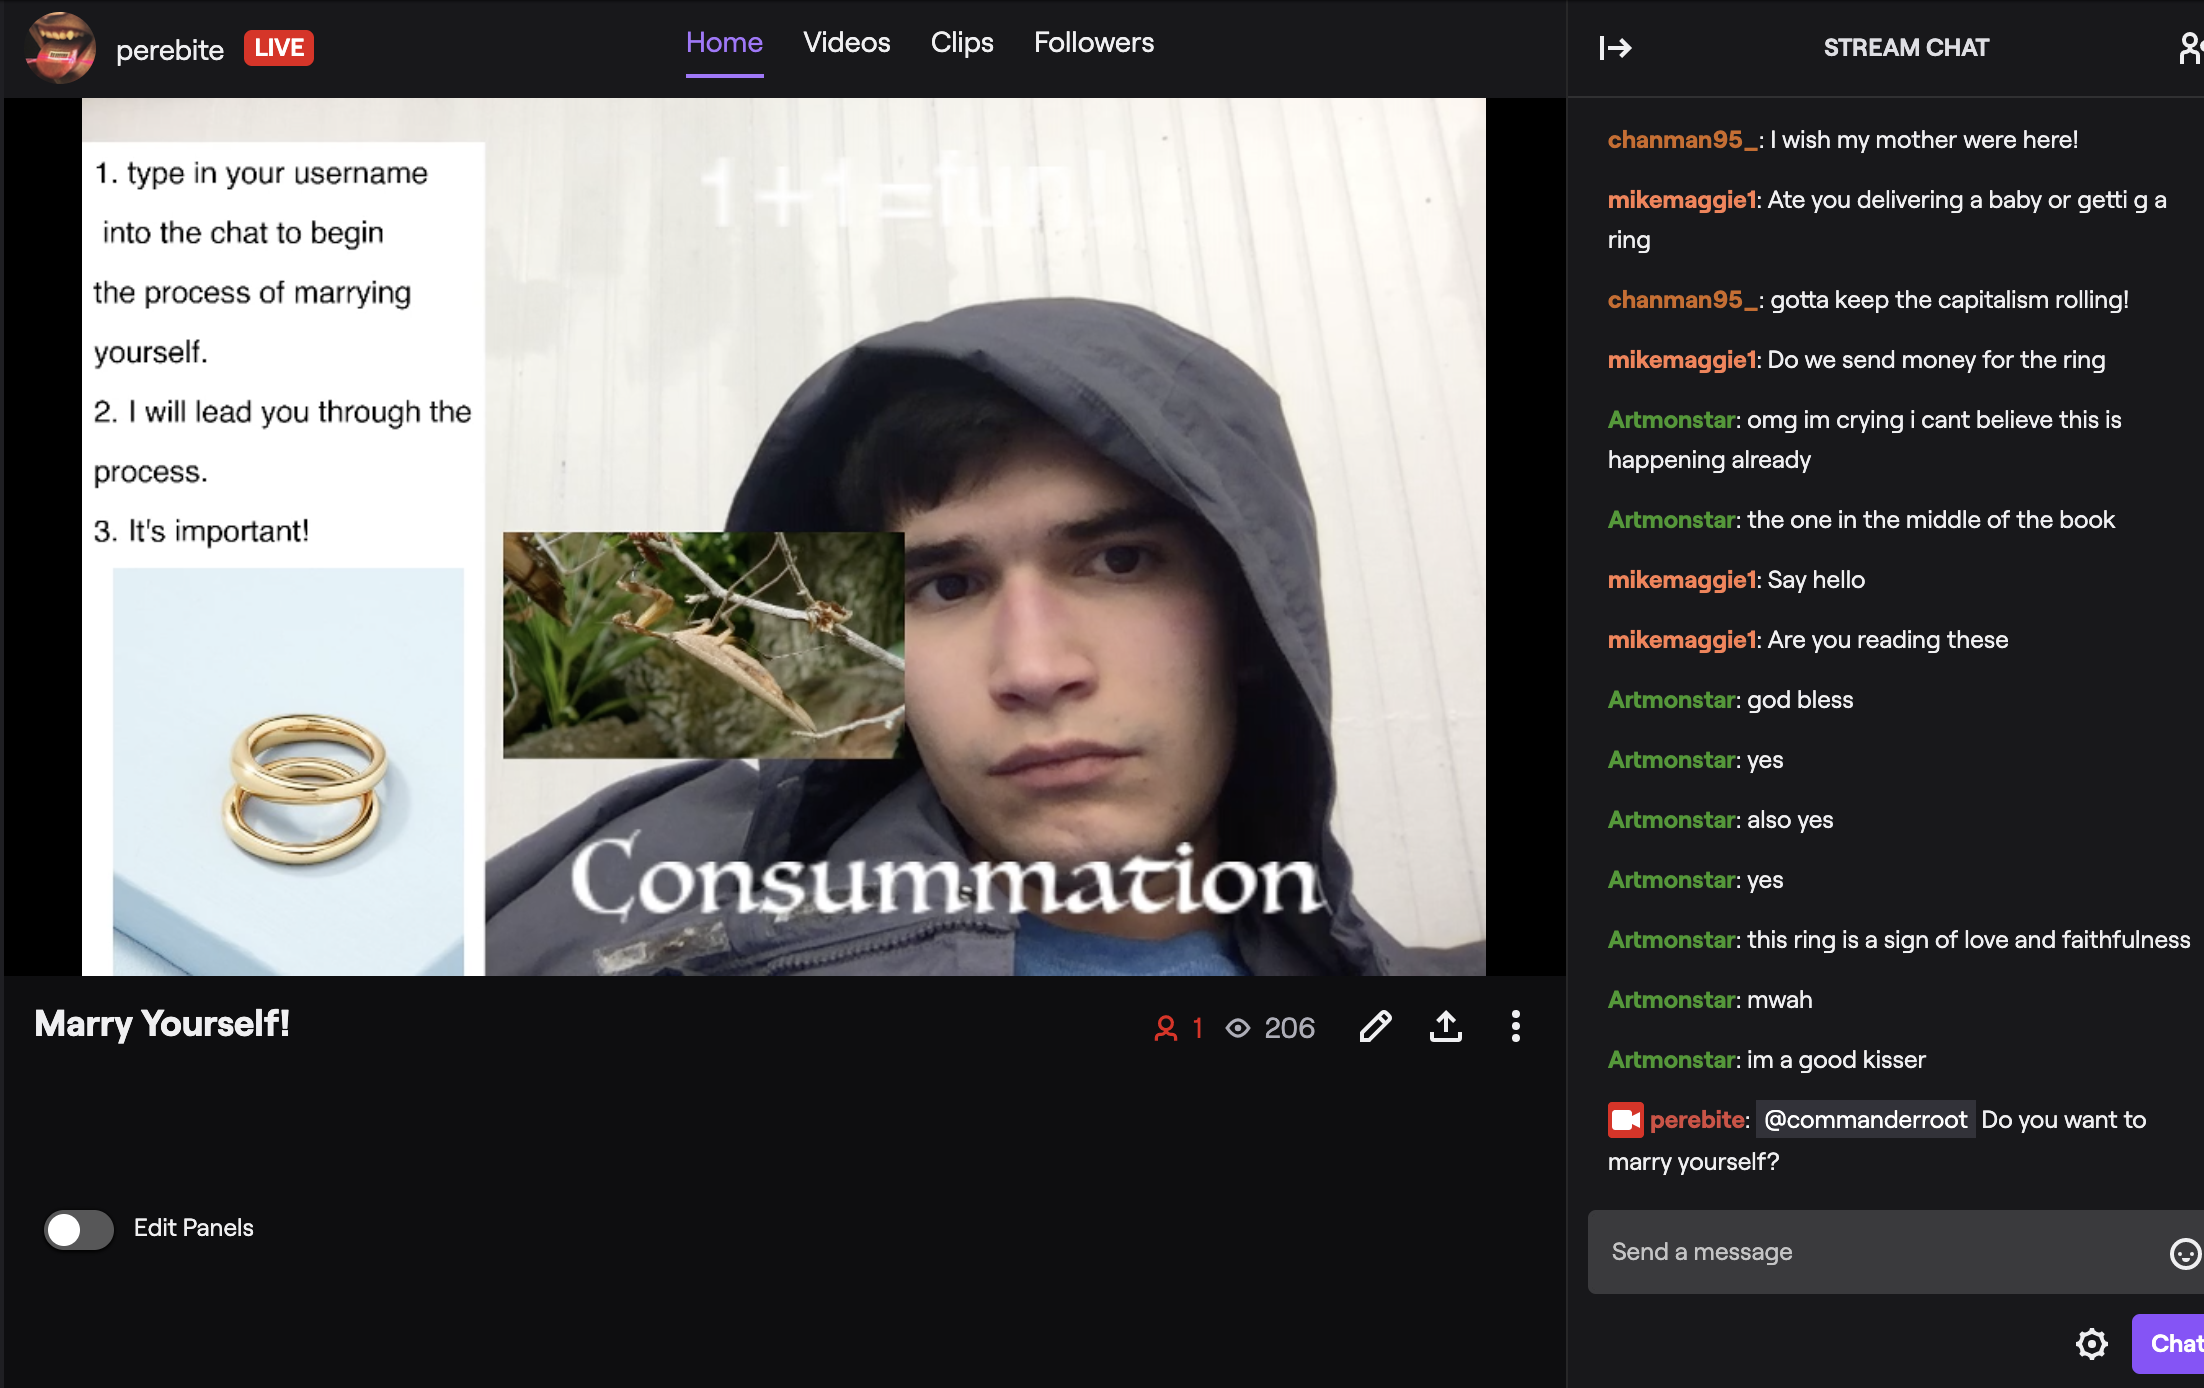 perebite LIVE
Home Videos Clips Followers
1. type in your username
into the chat to begin
the process of marrying
yourself.
2. I will lead you through the
process.
3. It's important!
1+1=fun!
Consummation
Marry Yourself!
1 206
Edit Panels
STREAM CHAT
chanman95_: I wish my mother were here!
mikemaggie1: Ate you delivering a baby or getti g a
ring
chanman95_: gotta keep the capitalism rolling!
mikemaggie1: Do we send money for the ring
Artmonstar: omg im crying i cant believe this is
happening already
Artmonstar: the one in the middle of the book
mikemaggie1: Say hello
mikemaggie1: Are you reading these
Artmonstar: god bless
Artmonstar: yes
Artmonstar: also yes
Artmonstar: yes
Artmonstar: this ring is a sign of love and faithfulness
Artmonstar: mwah
Artmonstar: im a good kisser
perebite: @commanderroot Do you want to
marry yourself?
Send a message
Chat